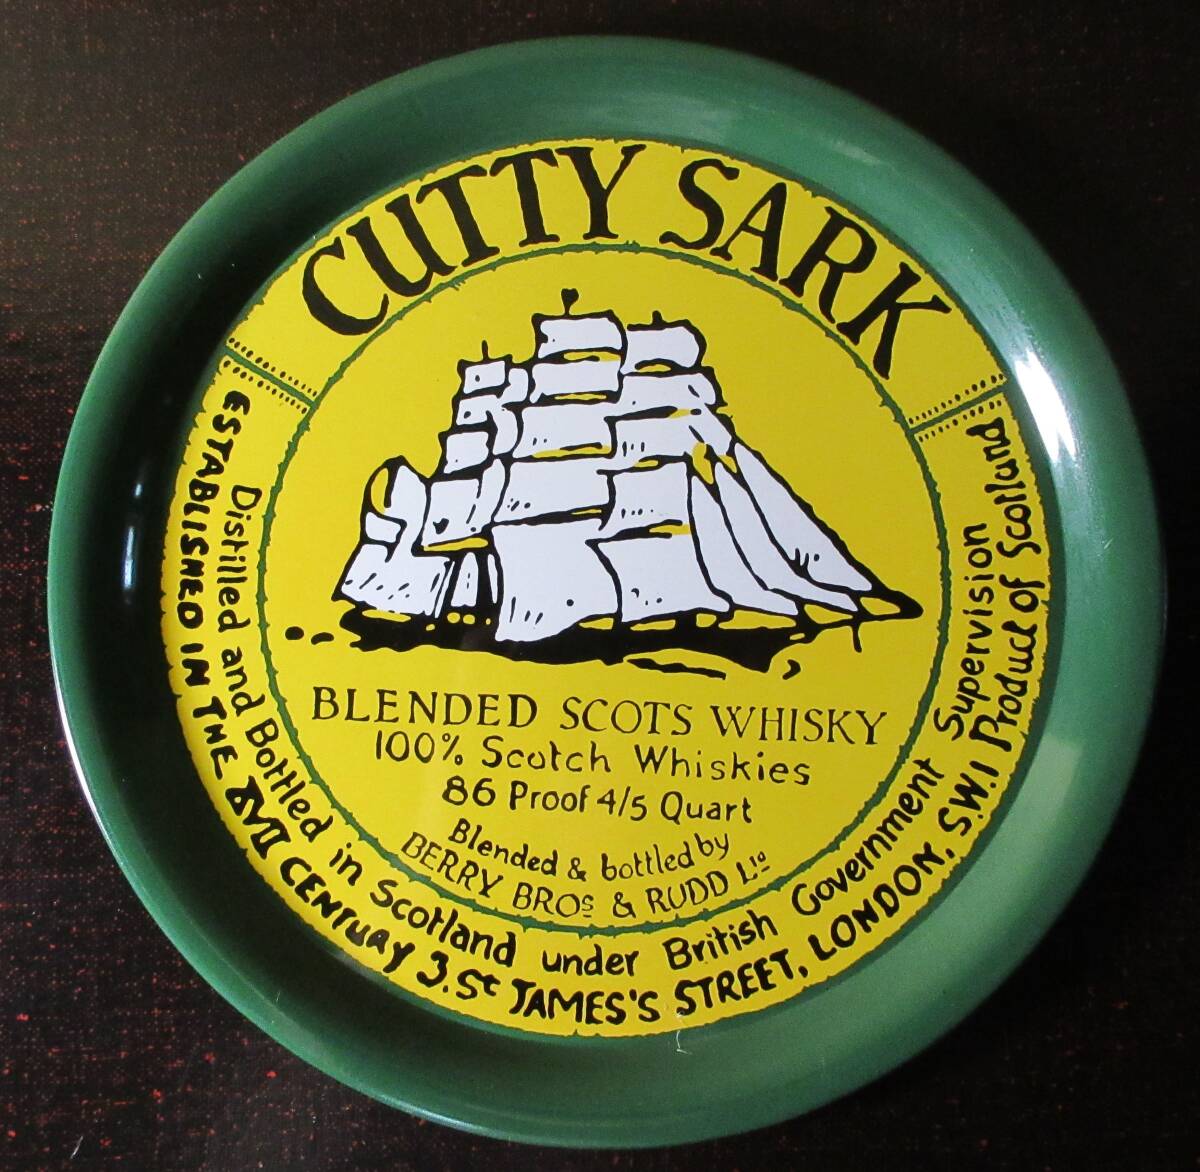 CUTTY SARK
BLENDED SCOTS WHISKY
100% Scotch Whiskies
86 Proof 4/5 Quart
Blended & bottled by
BERRY BROS & RUDD Ltd
Distilled and Bottled in Scotland under British Government Supervision
ESTABLISHED IN THE XVII CENTURY 3. St JAMES'S STREET, LONDON, S.W.1 Product of Scotland